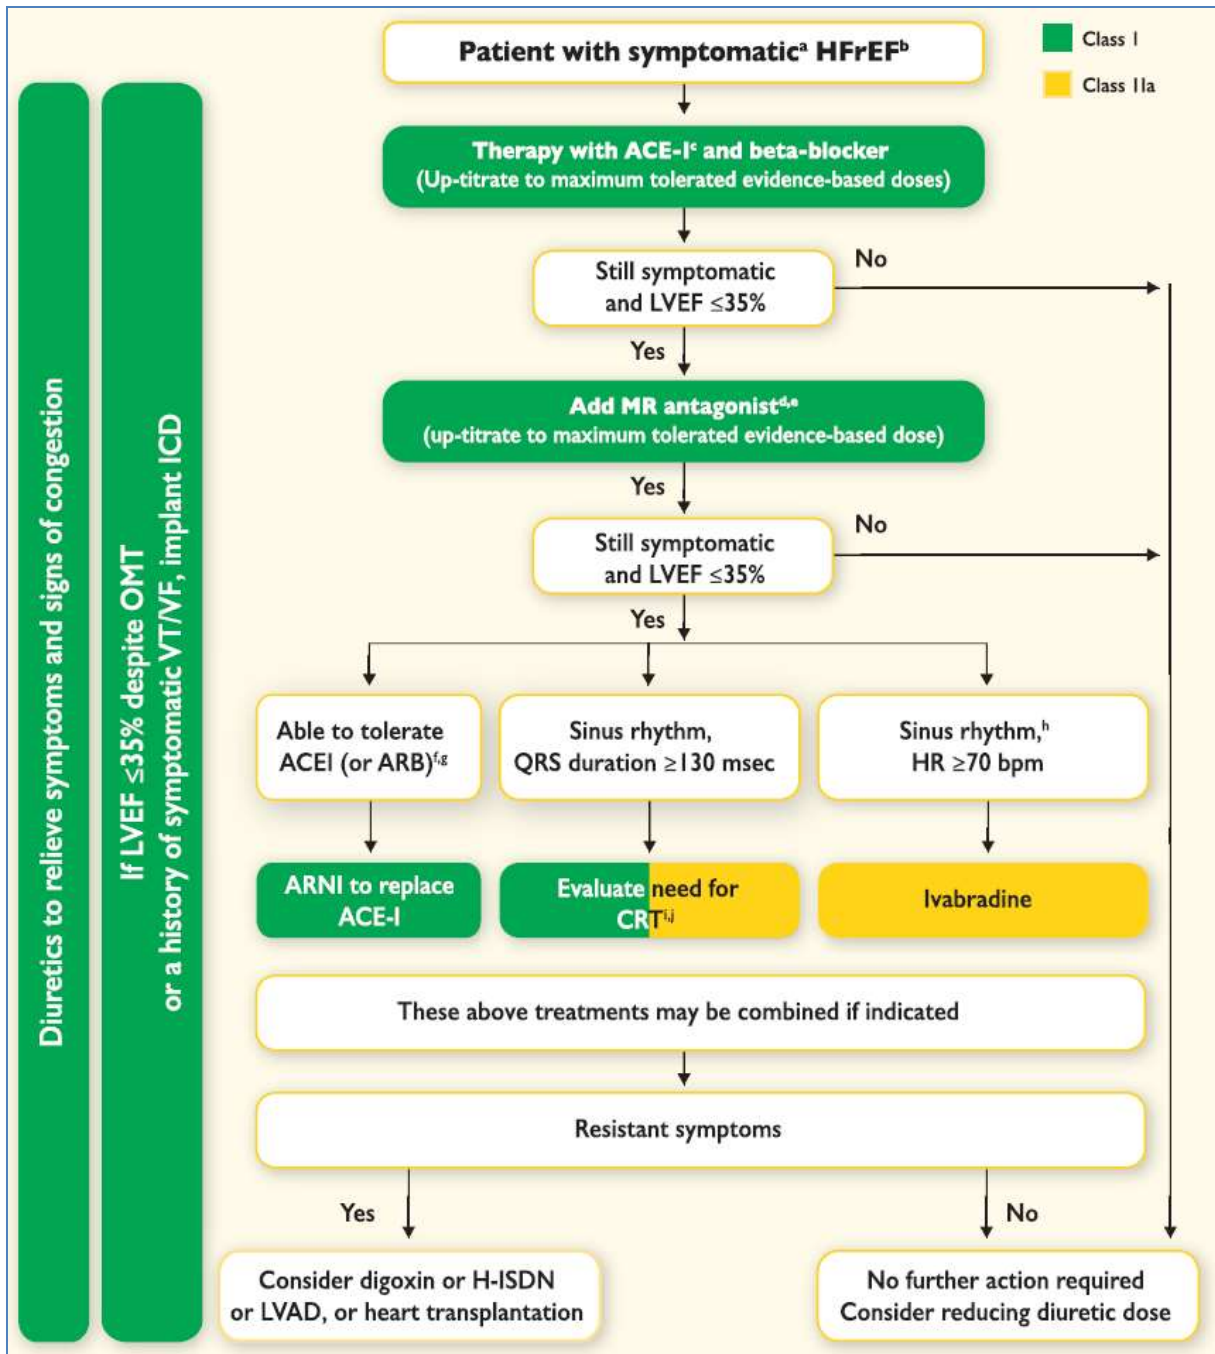 Patient with symptomaticᵃ HFrEFᵇ
Class I
Class IIa
Diuretics to relieve symptoms and signs of congestion
If LVEF ≤35% despite OMT
or a history of symptomatic VT/VF, implant ICD
Therapy with ACE-Iᶜ and beta-blocker
(Up-titrate to maximum tolerated evidence-based doses)
Still symptomatic
and LVEF ≤35%
No
Yes
Add MR antagonistᵈ,ᵉ
(up-titrate to maximum tolerated evidence-based dose)
Yes
Still symptomatic
and LVEF ≤35%
No
Yes
Able to tolerate
ACEI (or ARB)ᶠ,ᵍ
Sinus rhythm,
QRS duration ≥130 msec
Sinus rhythm,ʰ
HR ≥70 bpm
ARNI to replace
ACE-I
Evaluate need for
CRTⁱ,ʲ
Ivabradine
These above treatments may be combined if indicated
Resistant symptoms
Yes
No
Consider digoxin or H-ISDN
or LVAD, or heart transplantation
No further action required
Consider reducing diuretic dose